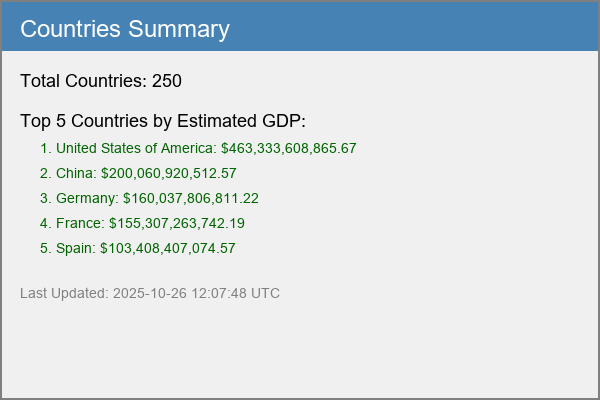 Countries Summary
Total Countries: 250
Top 5 Countries by Estimated GDP:
1. United States of America: $463,333,608,865.67
2. China: $200,060,920,512.57
3. Germany: $160,037,806,811.22
4. France: $155,307,263,742.19
5. Spain: $103,408,407,074.57
Last Updated: 2025-10-26 12:07:48 UTC